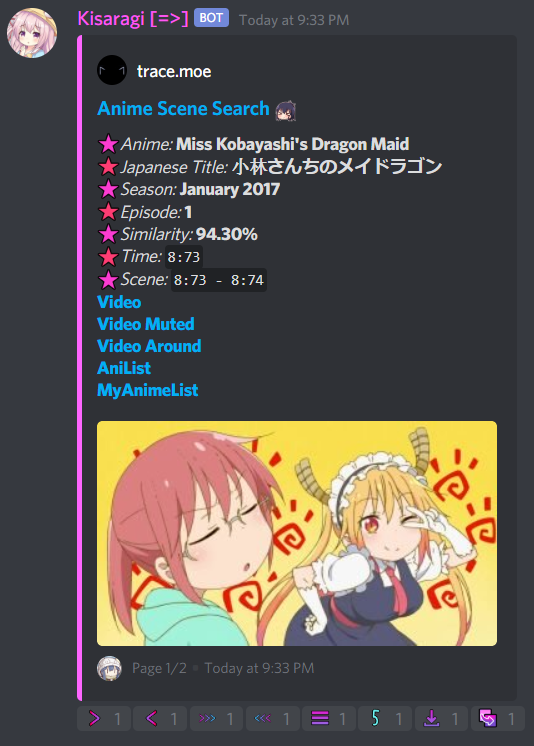 Kisaragi [=>] BOT Today at 9:33 PM
trace.moe
Anime Scene Search
Anime: Miss Kobayashi's Dragon Maid
Japanese Title: 小林さんちのメイドラゴン
Season: January 2017
Episode: 1
Similarity: 94.30%
Time: 8:73
Scene: 8:73 - 8:74
Video
Video Muted
Video Around
AniList
MyAnimeList
Page 1/2 • Today at 9:33 PM
1 1 1 1 1 5 1 1 1